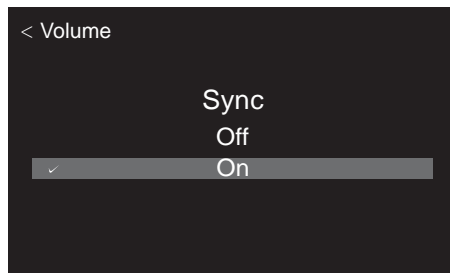 < Volume
Sync
Off
✓ On